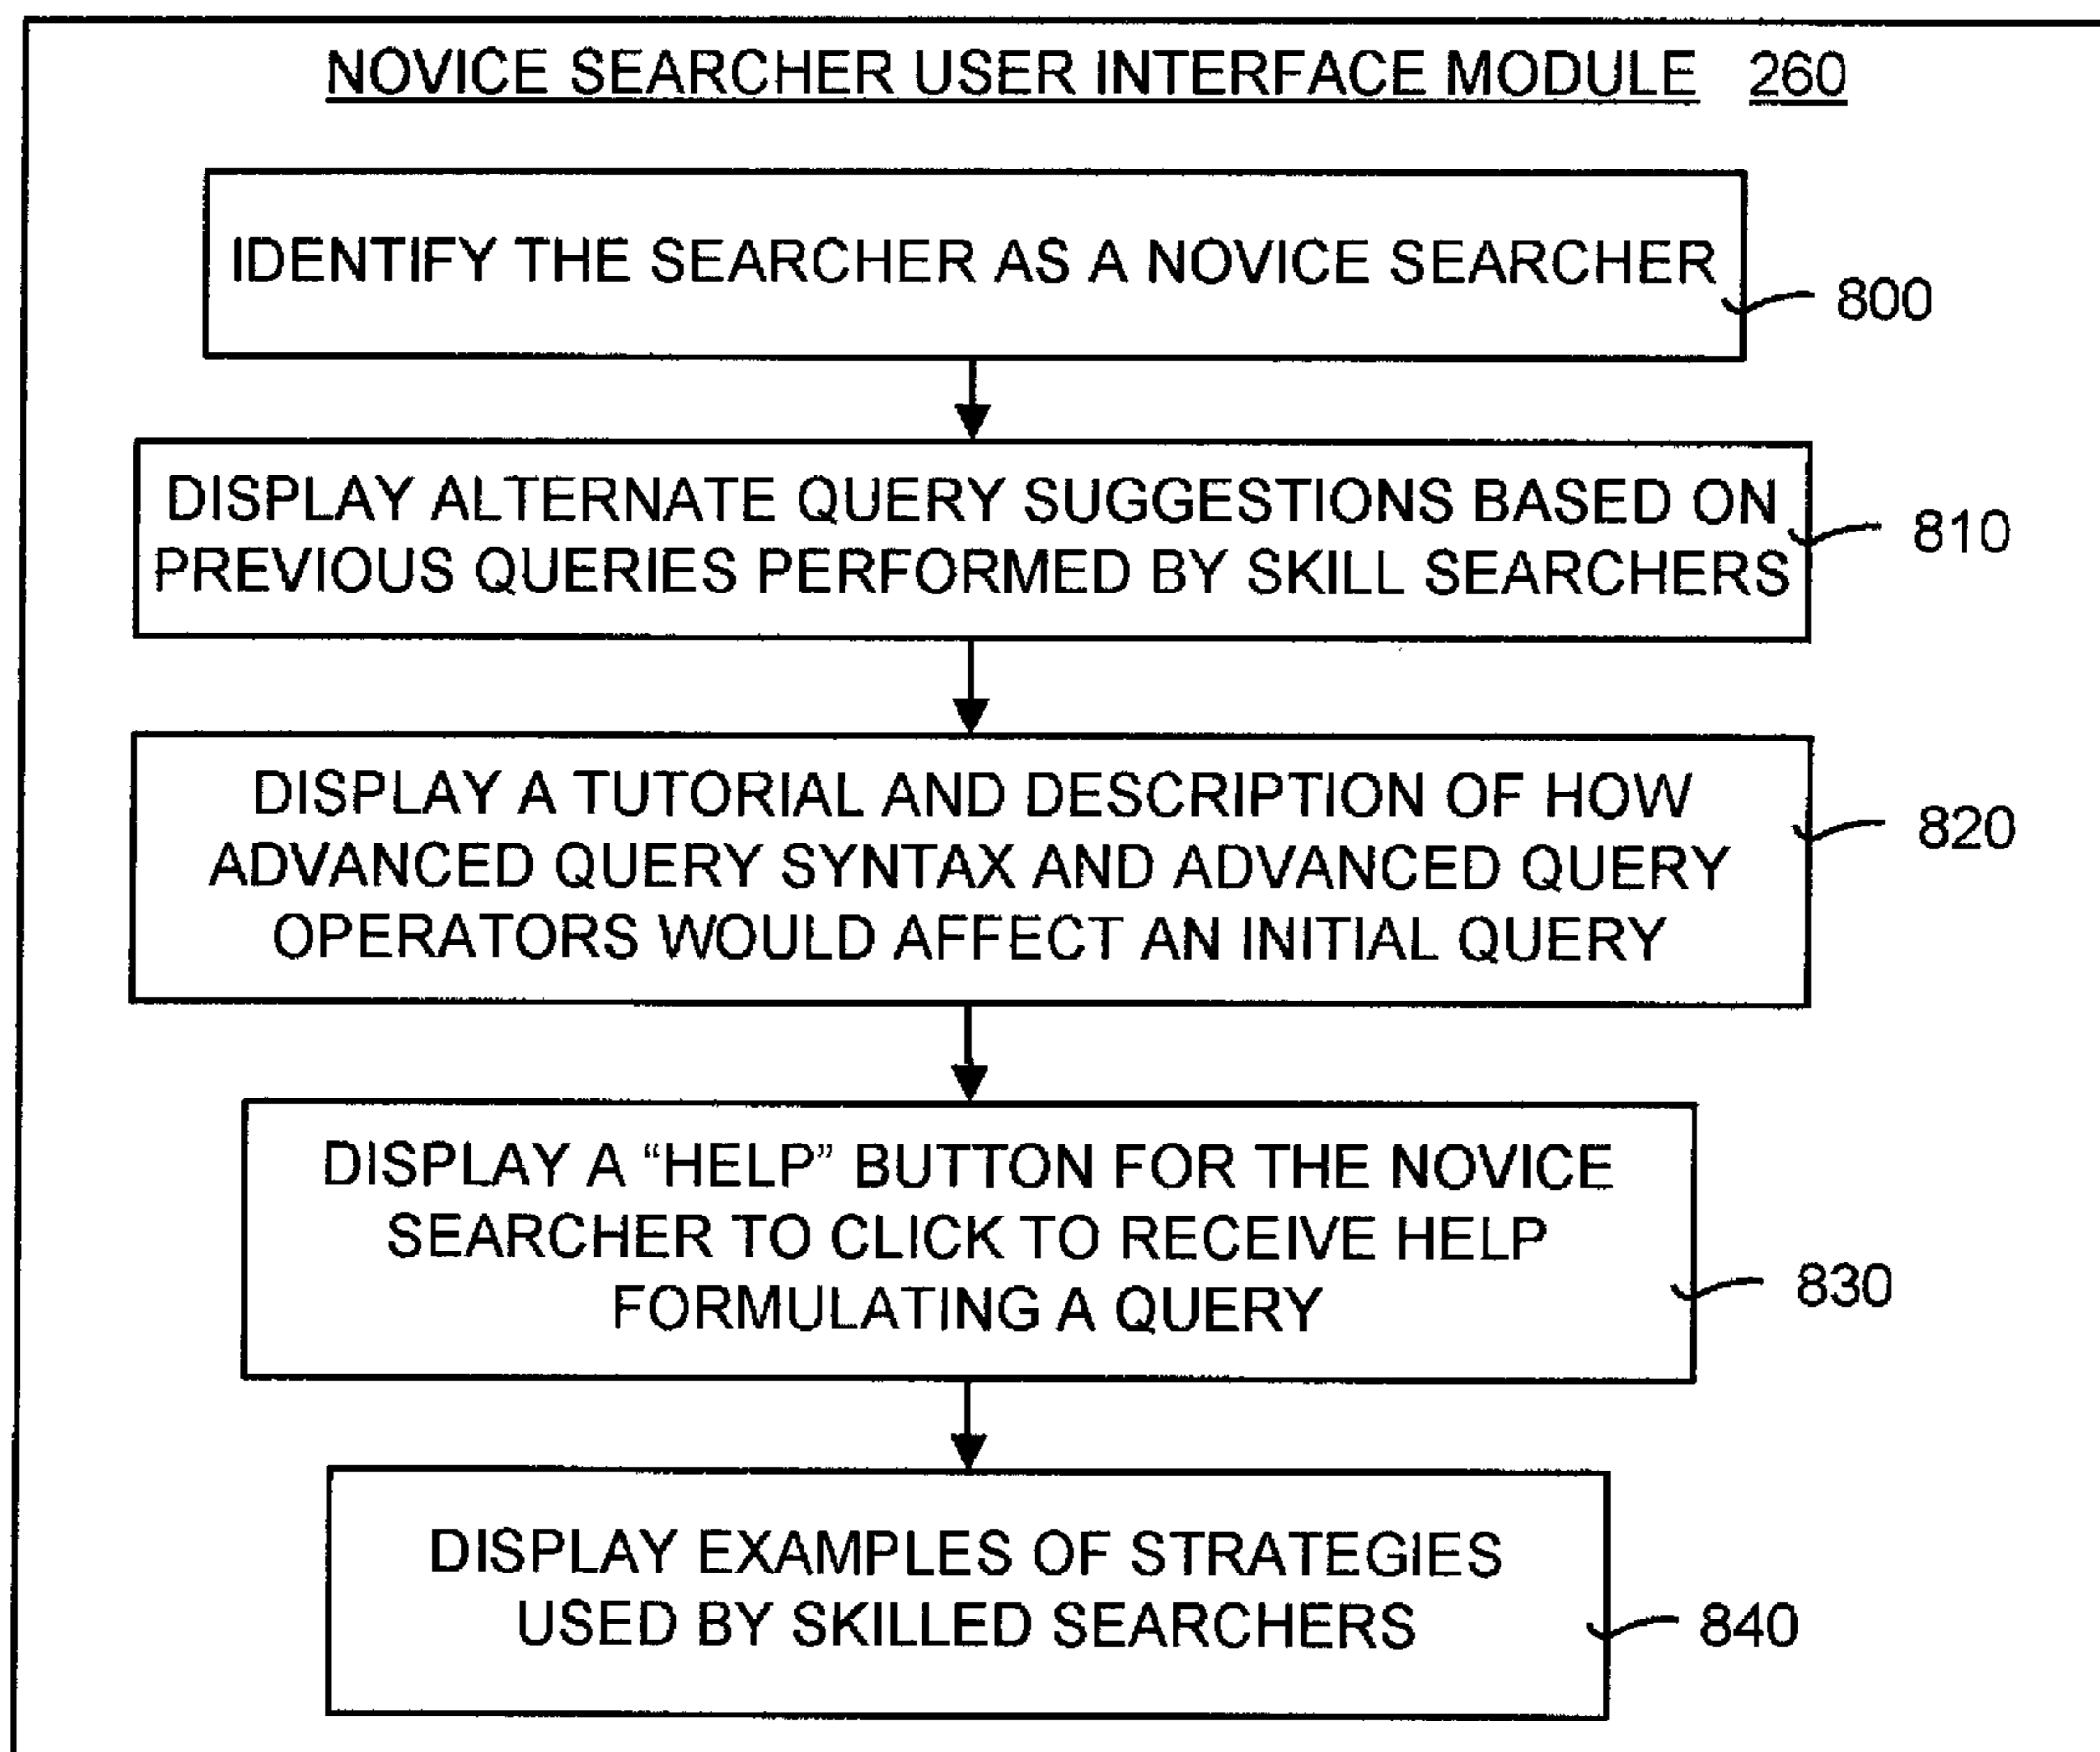 NOVICE SEARCHER USER INTERFACE MODULE 260
IDENTIFY THE SEARCHER AS A NOVICE SEARCHER
800
DISPLAY ALTERNATE QUERY SUGGESTIONS BASED ON
PREVIOUS QUERIES PERFORMED BY SKILL SEARCHERS
810
DISPLAY A TUTORIAL AND DESCRIPTION OF HOW
ADVANCED QUERY SYNTAX AND ADVANCED QUERY
OPERATORS WOULD AFFECT AN INITIAL QUERY
820
DISPLAY A “HELP” BUTTON FOR THE NOVICE
SEARCHER TO CLICK TO RECEIVE HELP
FORMULATING A QUERY
830
DISPLAY EXAMPLES OF STRATEGIES
USED BY SKILLED SEARCHERS
840